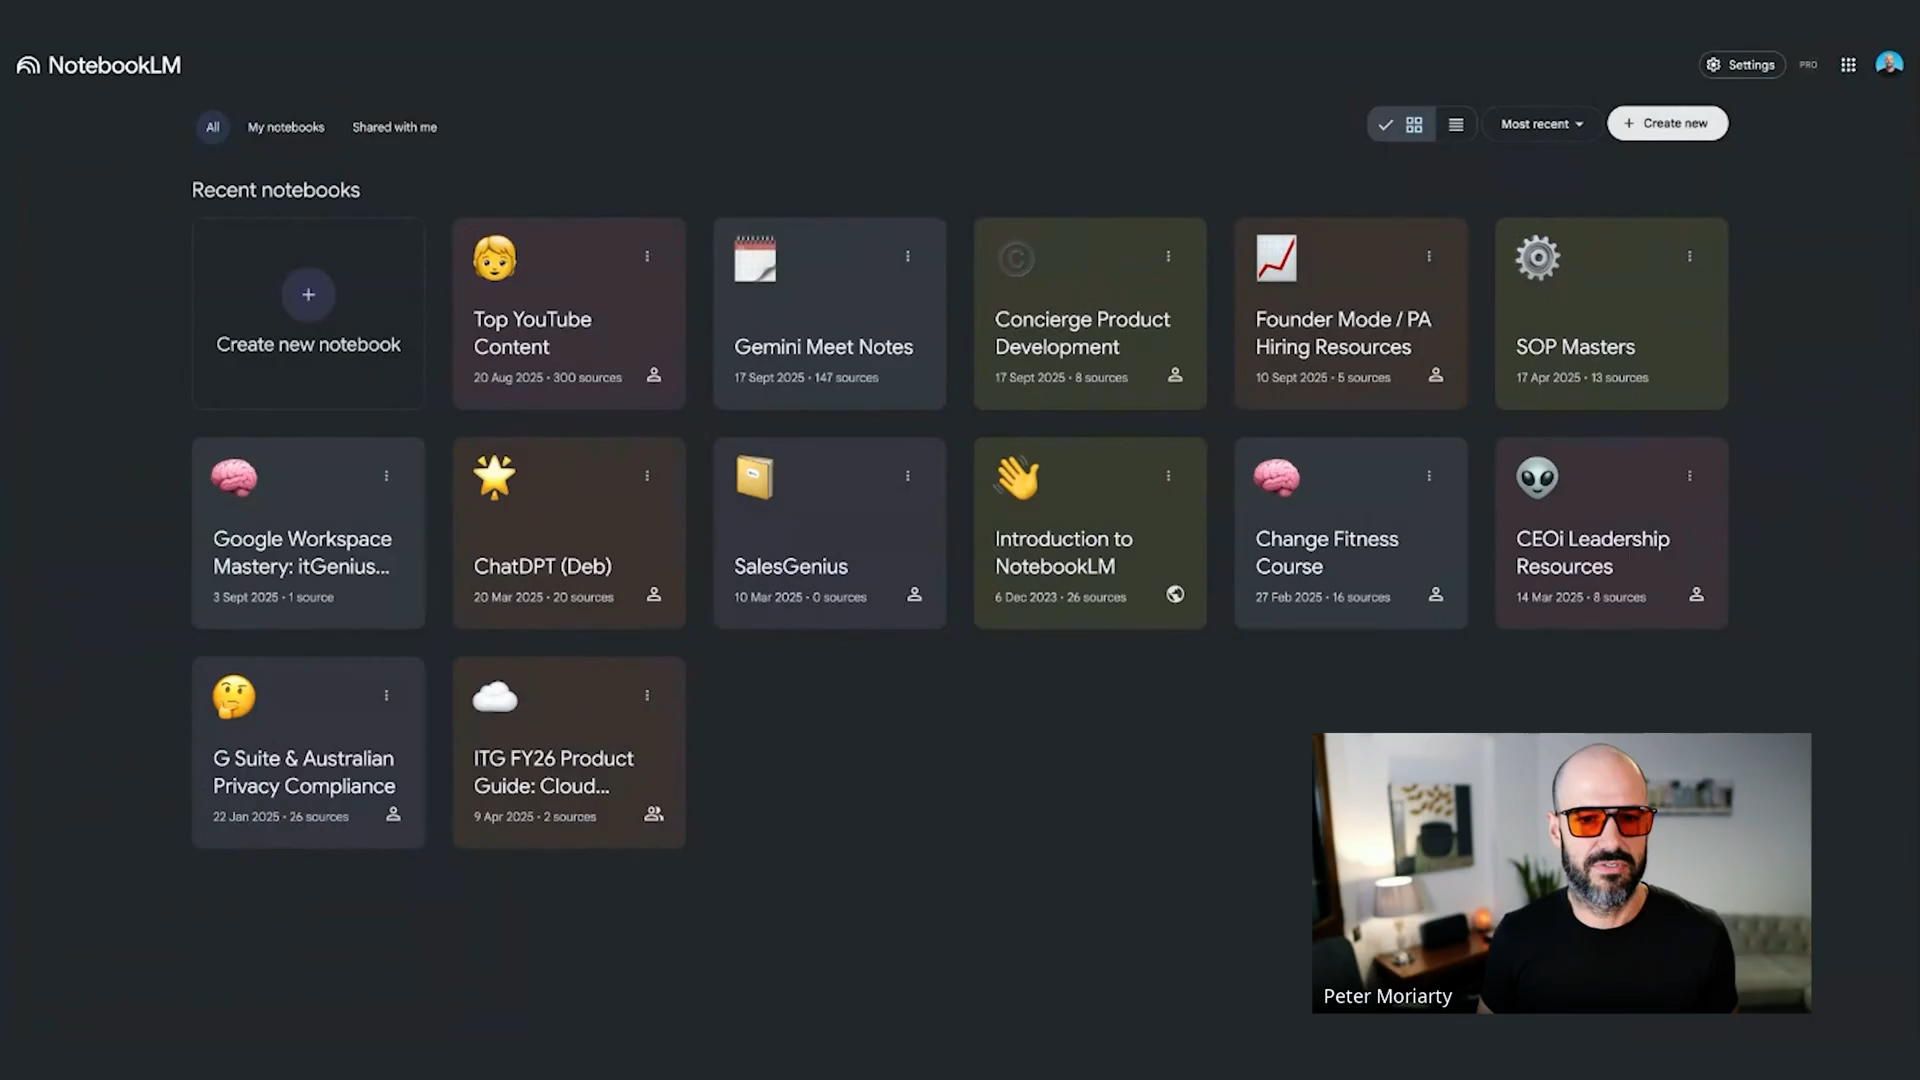 NotebookLM
Settings
PRO
All
My notebooks
Shared with me
Most recent
+ Create new
Recent notebooks
+
Create new notebook
Top YouTube
Content
20 Aug 2025 • 300 sources
Gemini Meet Notes
17 Sept 2025 • 147 sources
©
Concierge Product
Development
17 Sept 2025 • 8 sources
Founder Mode / PA
Hiring Resources
10 Sept 2025 • 5 sources
SOP Masters
17 Apr 2025 • 13 sources
Google Workspace
Mastery: itGenius...
3 Sept 2025 • 1 source
ChatDPT (Deb)
20 Mar 2025 • 20 sources
SalesGenius
10 Mar 2025 • 0 sources
Introduction to
NotebookLM
6 Dec 2023 • 26 sources
Change Fitness
Course
27 Feb 2025 • 16 sources
CEOi Leadership
Resources
14 Mar 2025 • 8 sources
G Suite & Australian
Privacy Compliance
22 Jan 2025 • 26 sources
ITG FY26 Product
Guide: Cloud...
9 Apr 2025 • 2 sources
Peter Moriarty